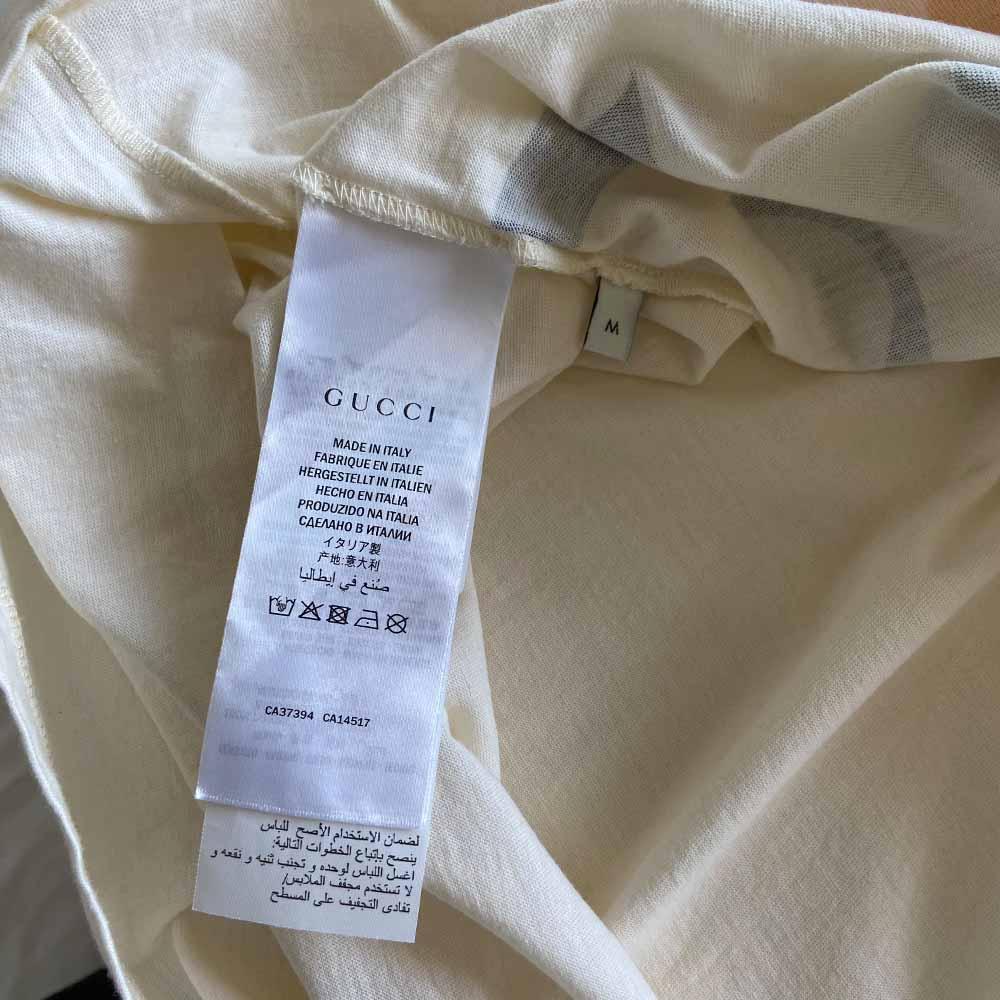 GUCCI
MADE IN ITALY
FABRIQUE EN ITALIE
HERGESTELLT IN ITALIEN
HECHO EN ITALIA
PRODUZIDO NA ITALIA
СДЕЛАНО В ИТАЛИИ
イタリア製
产地:意大利
صُنع في إيطاليا
CA37394 CA14517
لضمان الاستخدام الأصح للباس
ينصح بإتباع الخطوات التالية:
اغسل اللباس لوحده و تجنب ثنيه و نقعه و
لا تستخدم مجفف الملابس/
تفادى التجفيف على المسطح
M